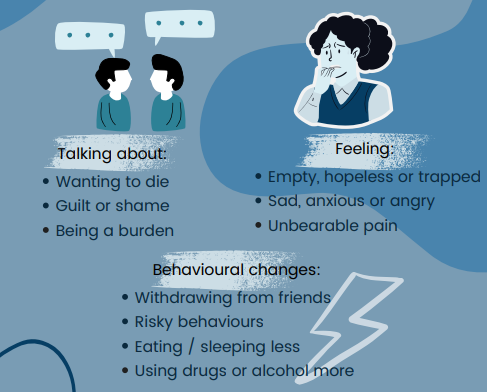 Talking about:
• Wanting to die
• Guilt or shame
• Being a burden
Feeling:
• Empty, hopeless or trapped
• Sad, anxious or angry
• Unbearable pain
Behavioural changes:
• Withdrawing from friends
• Risky behaviours
• Eating / sleeping less
• Using drugs or alcohol more